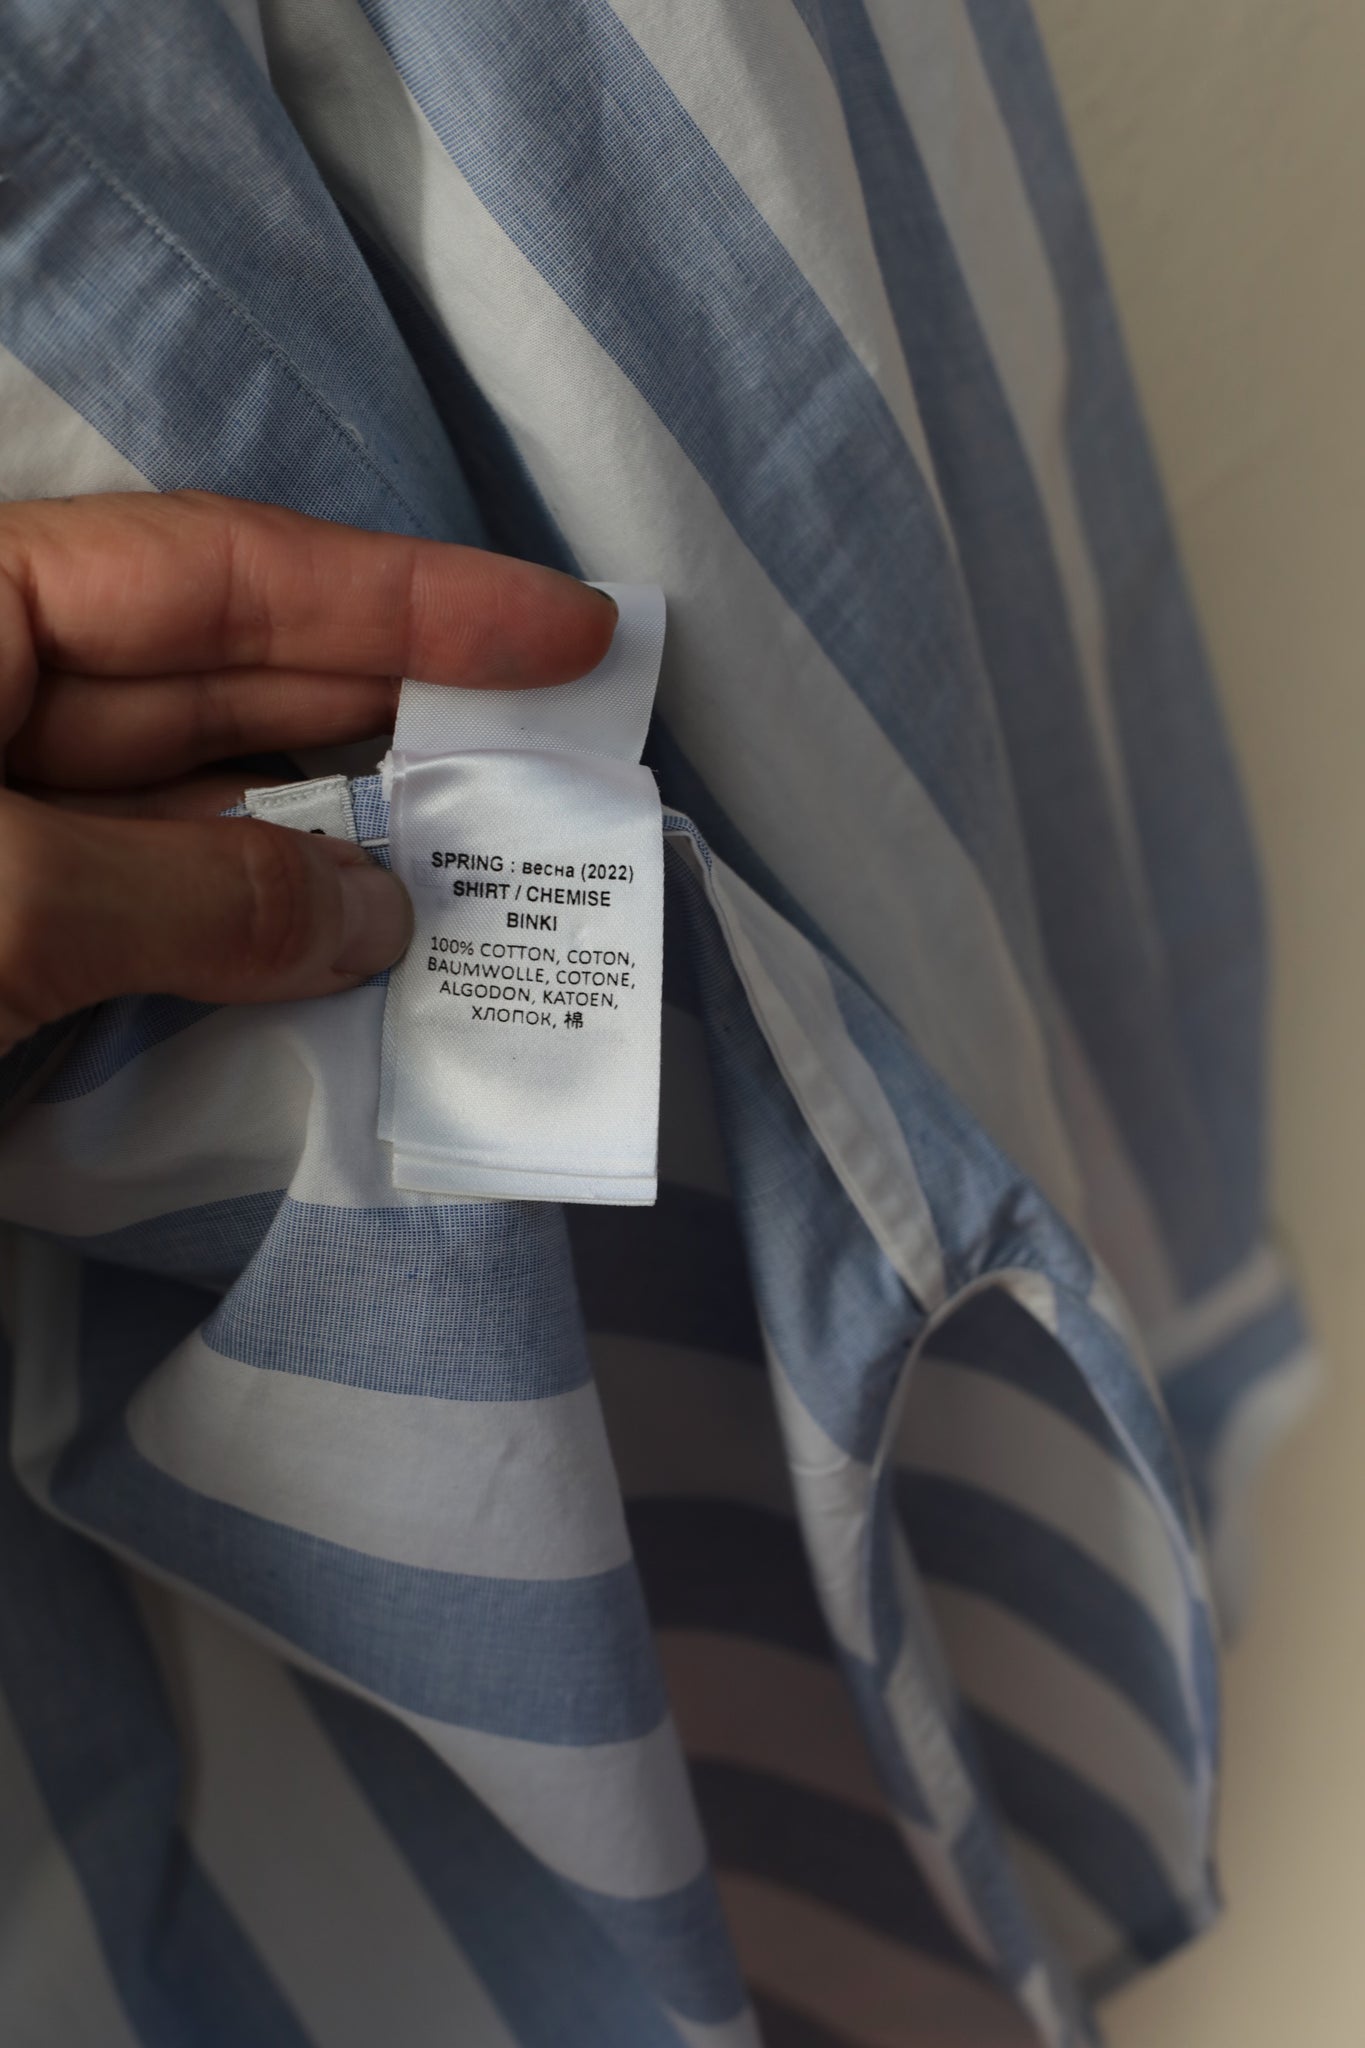 SPRING : весна (2022)
SHIRT / CHEMISE
BINKI
100% COTTON, COTON,
BAUMWOLLE, COTONE,
ALGODON, KATOEN,
ХЛОПОК, 棉